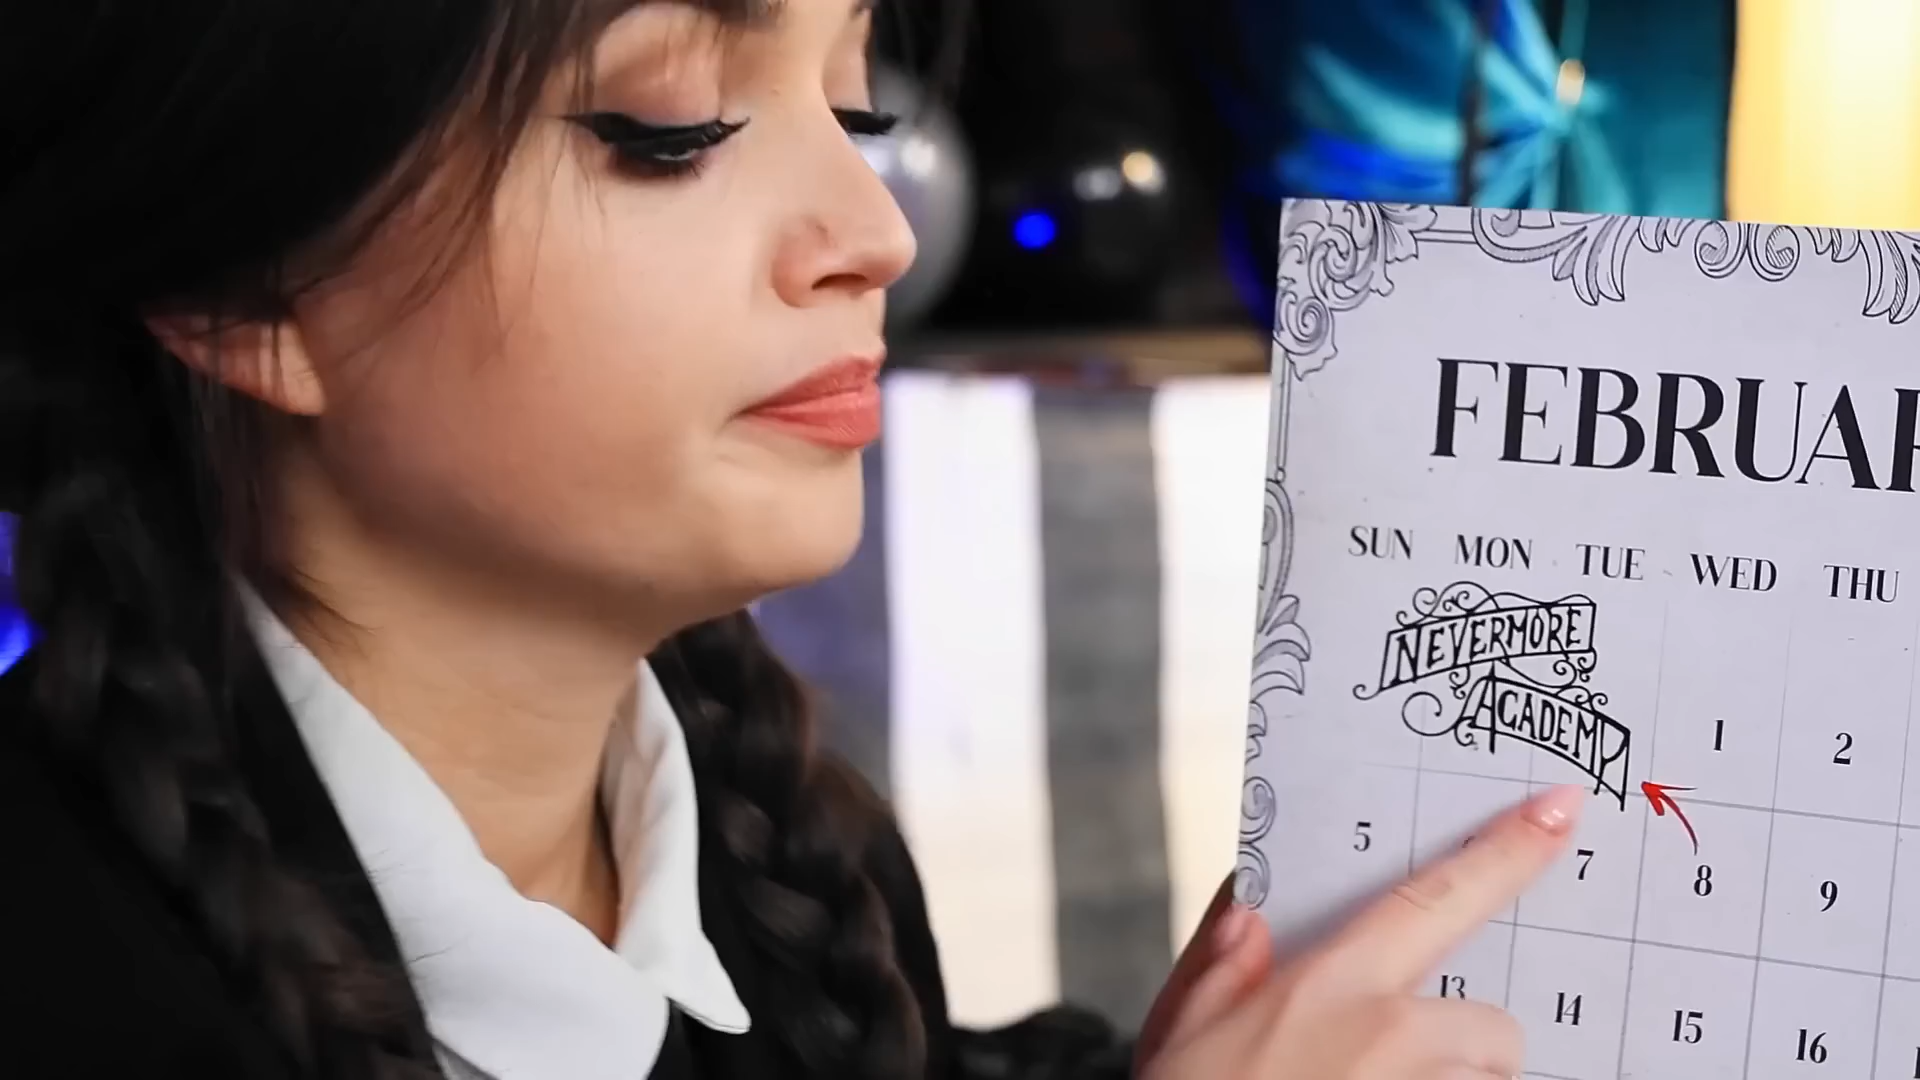 FEBRUAR
SUN MON TUE WED THU
NEVERMORE
ACADEMY
1 2
5 7 8 9
13 14 15 16